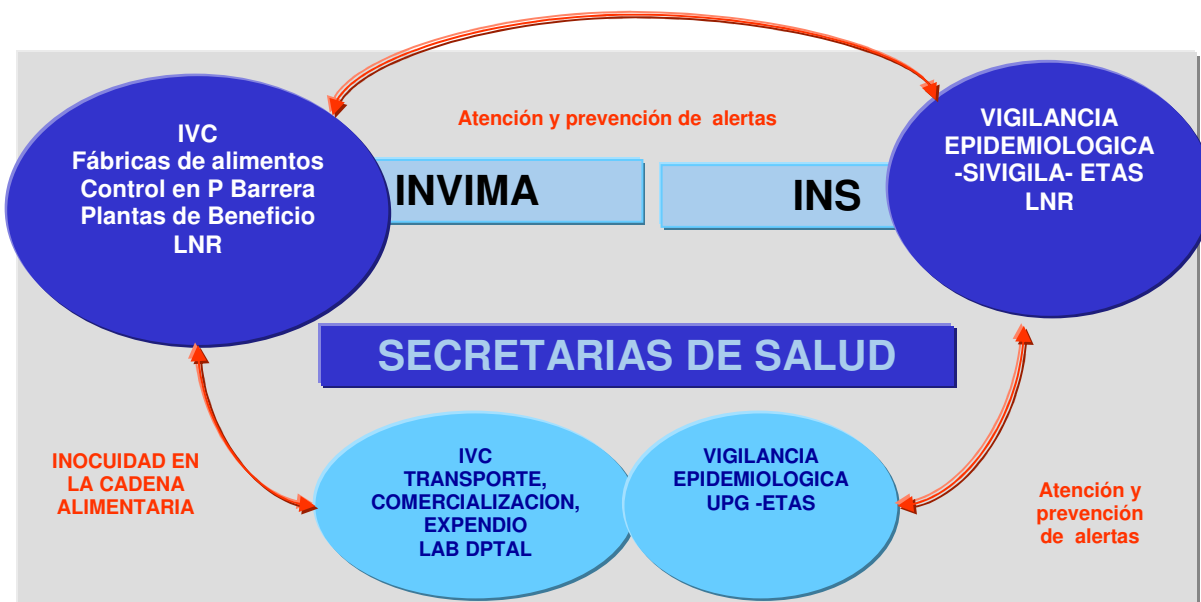 Atención y prevención de alertas
IVC
Fábricas de alimentos
Control en P Barrera
Plantas de Beneficio
LNR
INVIMA
INS
VIGILANCIA
EPIDEMIOLOGICA
-SIVIGILA- ETAS
LNR
SECRETARIAS DE SALUD
INOCUIDAD EN
LA CADENA
ALIMENTARIA
IVC
TRANSPORTE,
COMERCIALIZACION,
EXPENDIO
LAB DPTAL
VIGILANCIA
EPIDEMIOLOGICA
UPG -ETAS
Atención y
prevención
de alertas